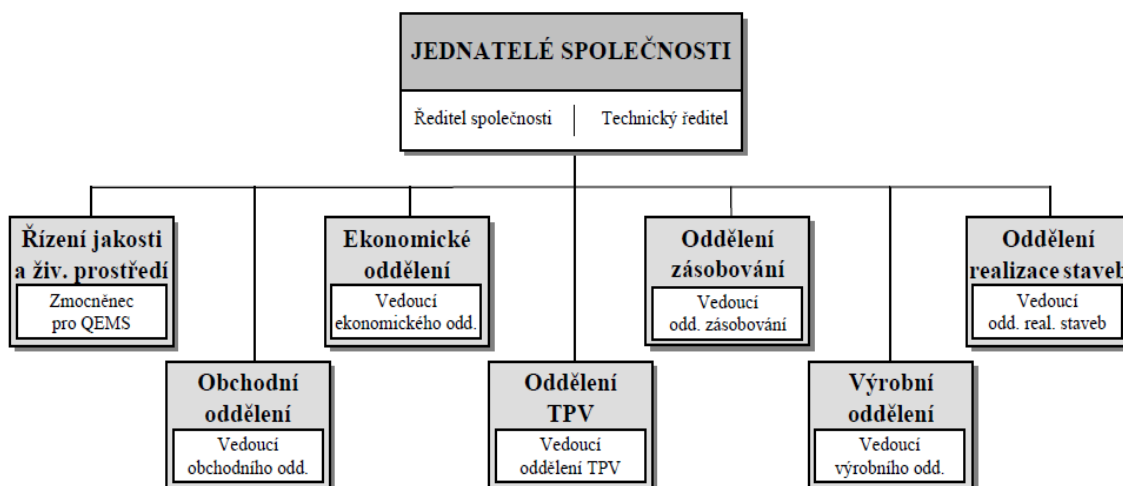 JEDNATELÉ SPOLEČNOSTI
Ředitel společnosti
Technický ředitel
Řízení jakosti
a živ. prostředí
Zmocněnec
pro QEMS
Ekonomické
oddělení
Vedoucí
ekonomického odd.
Oddělení
zásobování
Vedoucí
odd. zásobování
Oddělení
realizace staveb
Vedoucí
odd. real. staveb
Obchodní
oddělení
Vedoucí
obchodního odd.
Oddělení
TPV
Vedoucí
oddělení TPV
Výrobní
oddělení
Vedoucí
výrobního odd.